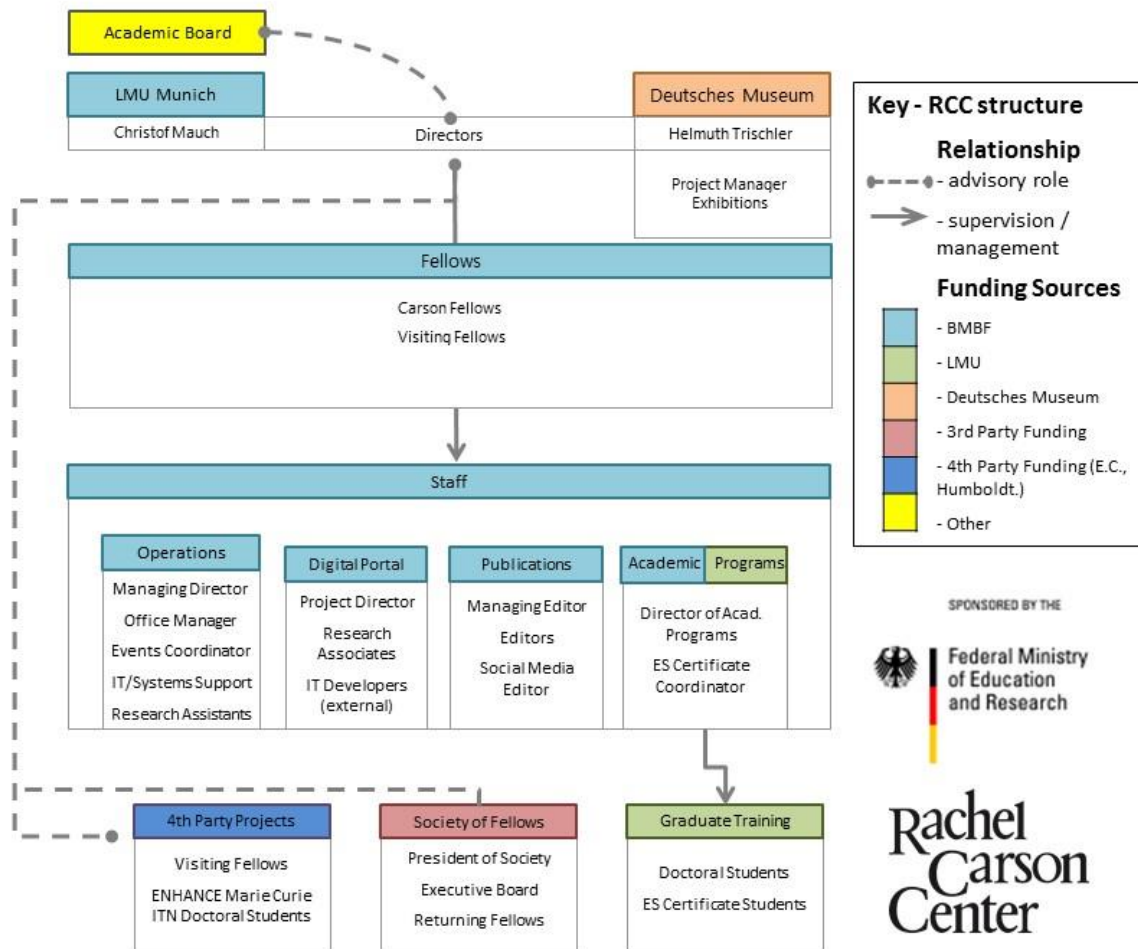 Academic Board
LMU Munich
Deutsches Museum
Christof Mauch
Directors
Helmuth Trischler
Project Manager
Exhibitions
Fellows
Carson Fellows
Visiting Fellows
Staff
Operations
Managing Director
Office Manager
Events Coordinator
IT/Systems Support
Research Assistants
Digital Portal
Project Director
Research
Associates
IT Developers
(external)
Publications
Managing Editor
Editors
Social Media
Editor
Academic Programs
Director of Acad.
Programs
ES Certificate
Coordinator
4th Party Projects
Visiting Fellows
ENHANCE Marie Curie
ITN Doctoral Students
Society of Fellows
President of Society
Executive Board
Returning Fellows
Graduate Training
Doctoral Students
ES Certificate Students
Key - RCC structure
Relationship
- advisory role
- supervision /
management
Funding Sources
- BMBF
- LMU
- Deutsches Museum
- 3rd Party Funding
- 4th Party Funding (E.C.,
Humboldt.)
- Other
SPONSORED BY THE
Federal Ministry
of Education
and Research
Rachel
Carson
Center